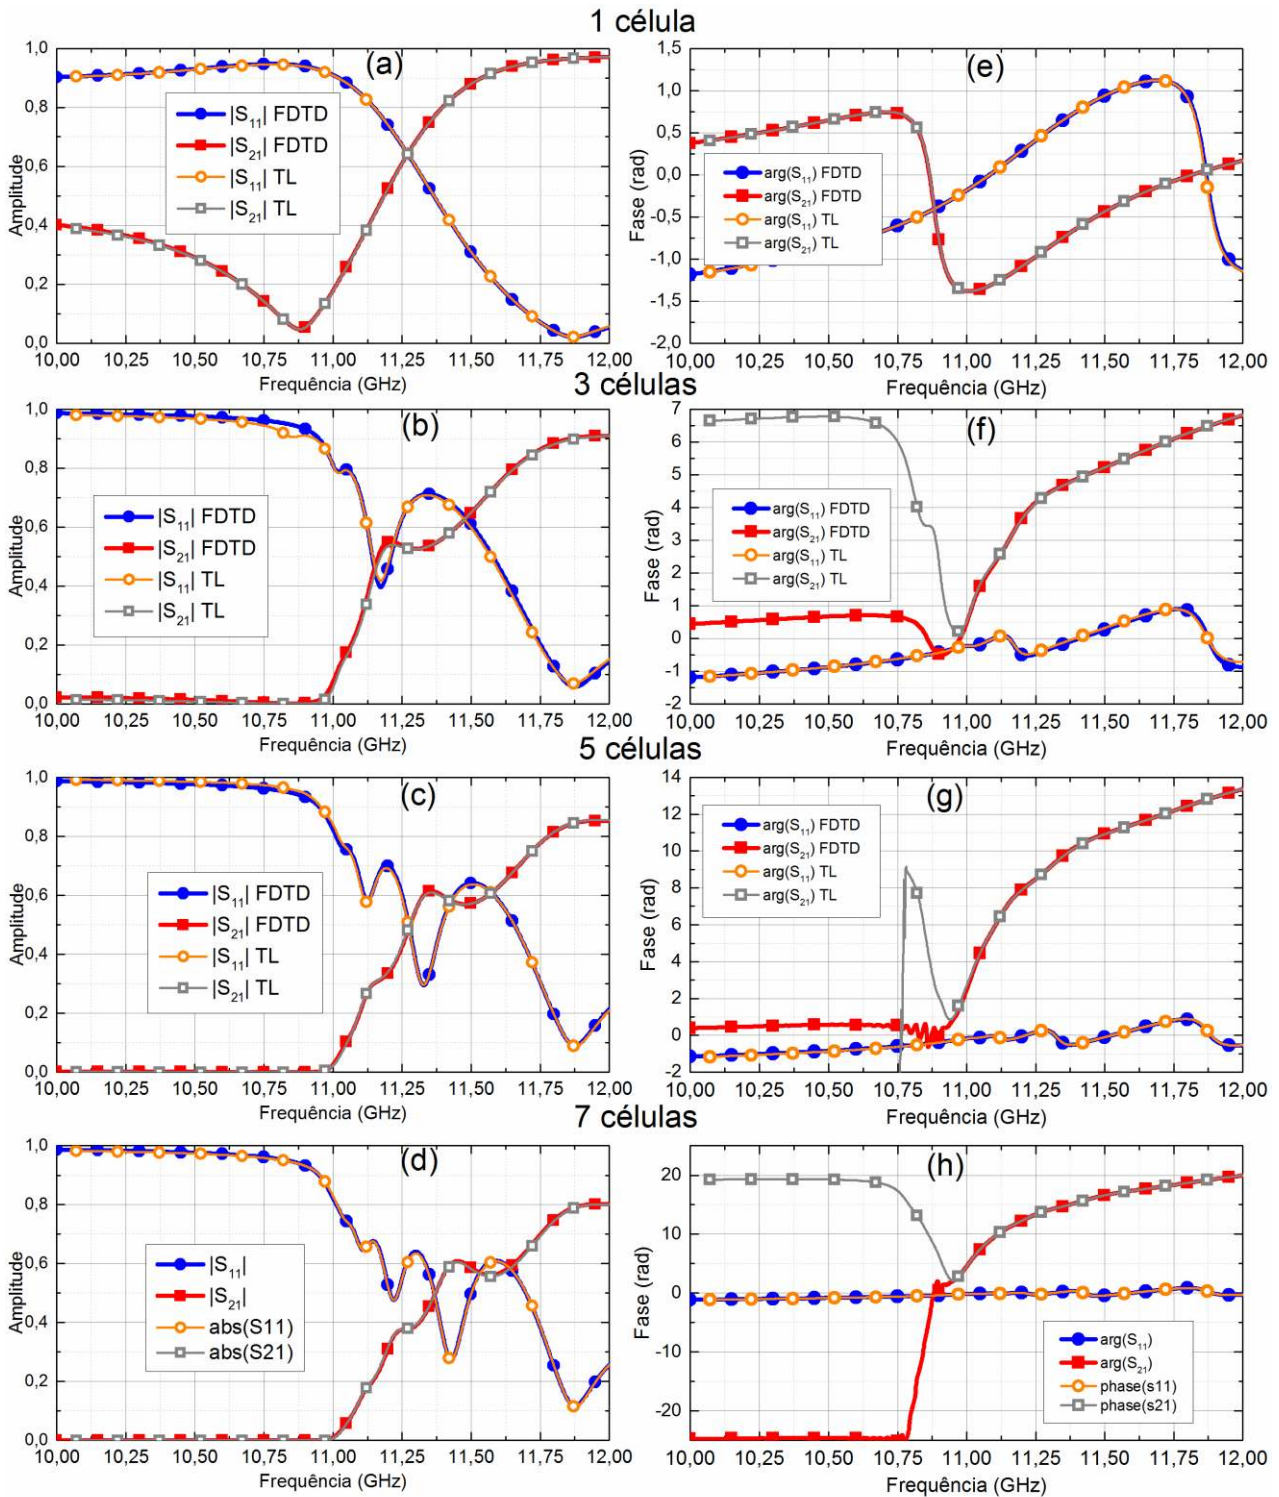 1 célula
(a)
|S11| FDTD
|S21| FDTD
|S11| TL
|S21| TL
Amplitude
1,0
0,8
0,6
0,4
0,2
0,0
10,00 10,25 10,50 10,75 11,00 11,25 11,50 11,75 12,00
Frequência (GHz)
(e)
arg(S11) FDTD
arg(S21) FDTD
arg(S11) TL
arg(S21) TL
Fase (rad)
1,5
1,0
0,5
0,0
-0,5
-1,0
-1,5
-2,0
10,00 10,25 10,50 10,75 11,00 11,25 11,50 11,75 12,00
Frequência (GHz)
3 células
(b)
|S11| FDTD
|S21| FDTD
|S11| TL
|S21| TL
Amplitude
1,0
0,8
0,6
0,4
0,2
0,0
10,00 10,25 10,50 10,75 11,00 11,25 11,50 11,75 12,00
Frequência (GHz)
(f)
arg(S11) FDTD
arg(S21) FDTD
arg(S11) TL
arg(S21) TL
Fase (rad)
7
6
5
4
3
2
1
0
-1
-2
10,00 10,25 10,50 10,75 11,00 11,25 11,50 11,75 12,00
Frequência (GHz)
5 células
(c)
|S11| FDTD
|S21| FDTD
|S11| TL
|S21| TL
Amplitude
1,0
0,8
0,6
0,4
0,2
0,0
10,00 10,25 10,50 10,75 11,00 11,25 11,50 11,75 12,00
Frequência (GHz)
(g)
arg(S11) FDTD
arg(S21) FDTD
arg(S11) TL
arg(S21) TL
Fase (rad)
14
12
10
8
6
4
2
0
-2
10,00 10,25 10,50 10,75 11,00 11,25 11,50 11,75 12,00
Frequência (GHz)
7 células
(d)
|S11|
|S21|
abs(S11)
abs(S21)
Amplitude
1,0
0,8
0,6
0,4
0,2
0,0
10,00 10,25 10,50 10,75 11,00 11,25 11,50 11,75 12,00
Frequência (GHz)
(h)
arg(S11)
arg(S21)
phase(s11)
phase(s21)
Fase (rad)
20
10
0
-10
-20
10,00 10,25 10,50 10,75 11,00 11,25 11,50 11,75 12,00
Frequência (GHz)